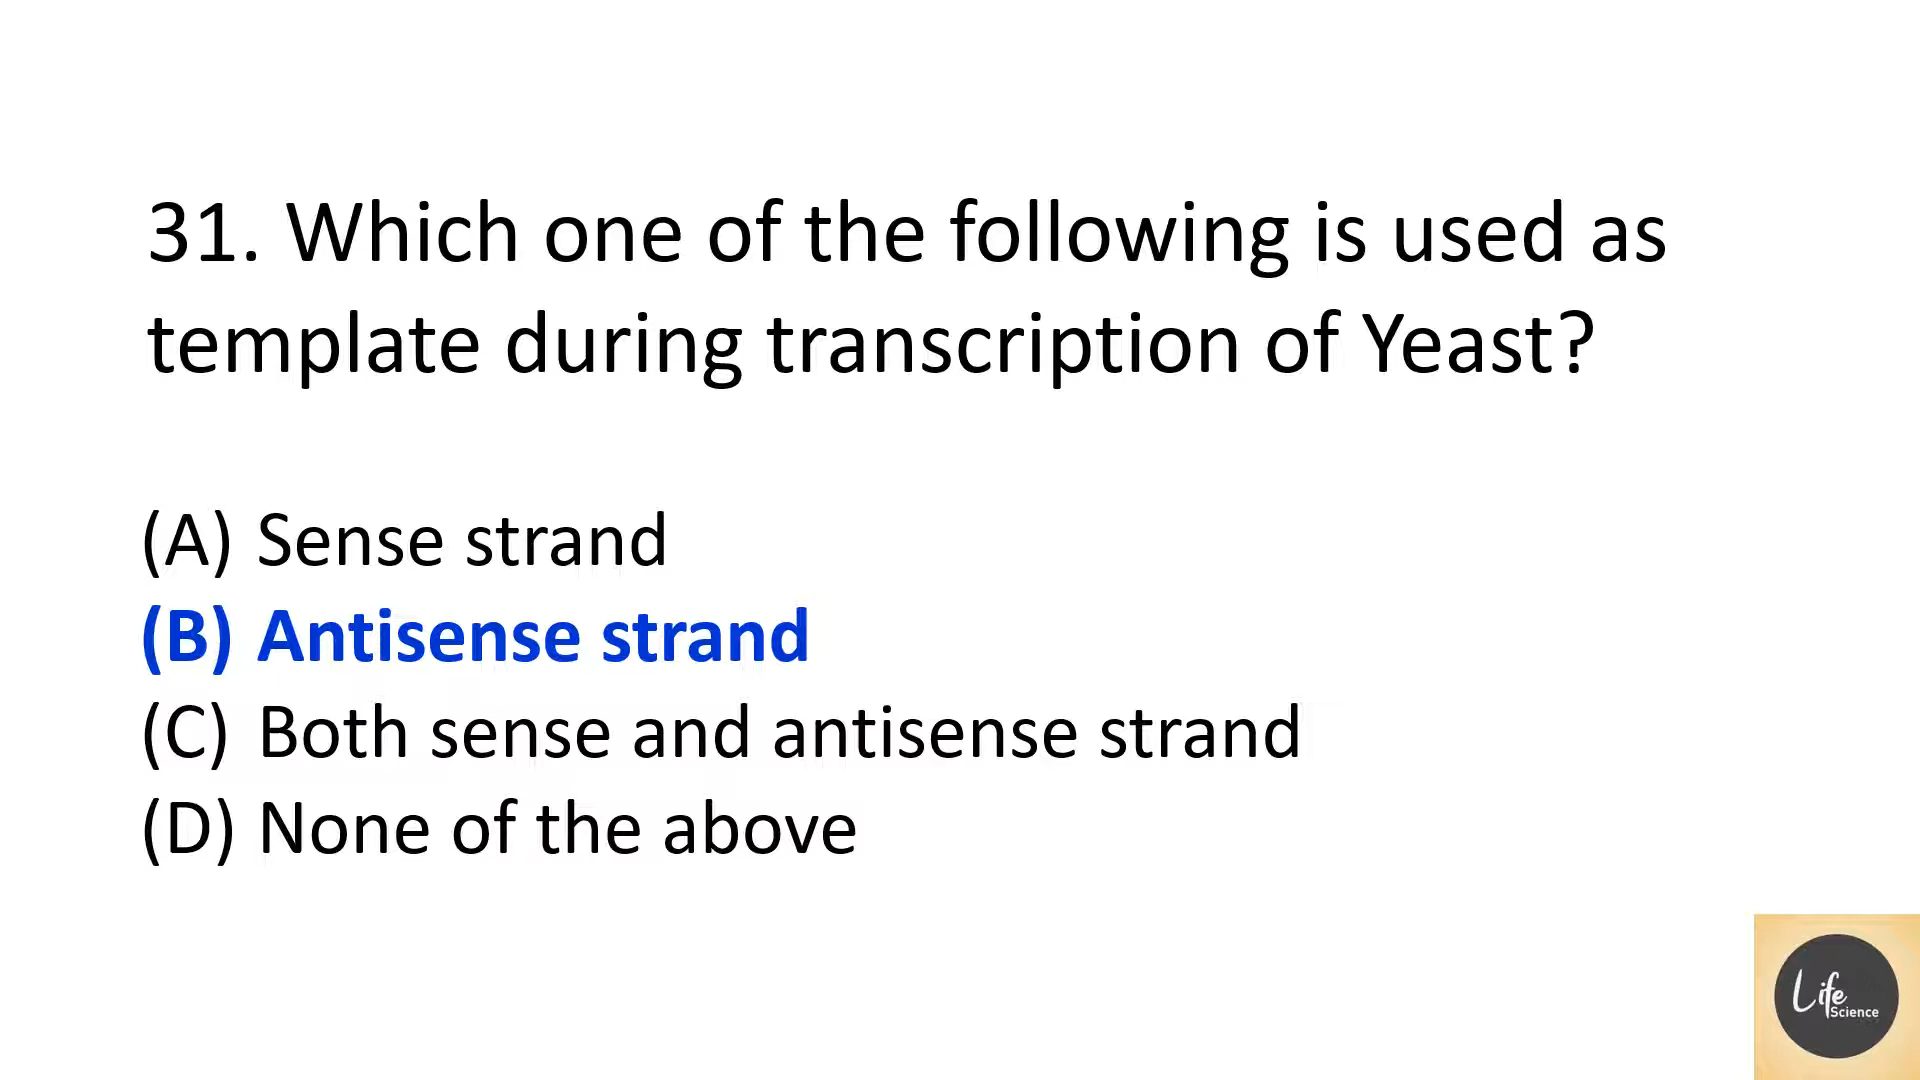 31. Which one of the following is used as
template during transcription of Yeast?
(A) Sense strand
(B) Antisense strand
(C) Both sense and antisense strand
(D) None of the above
Life
Science